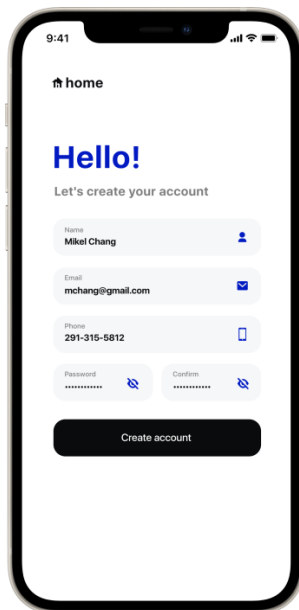 9:41
home
Hello!
Let's create your account
Name
Mikel Chang
Email
mchang@gmail.com
Phone
291-315-5812
Password Confirm
•••••••••••• ••••••••••••
Create account